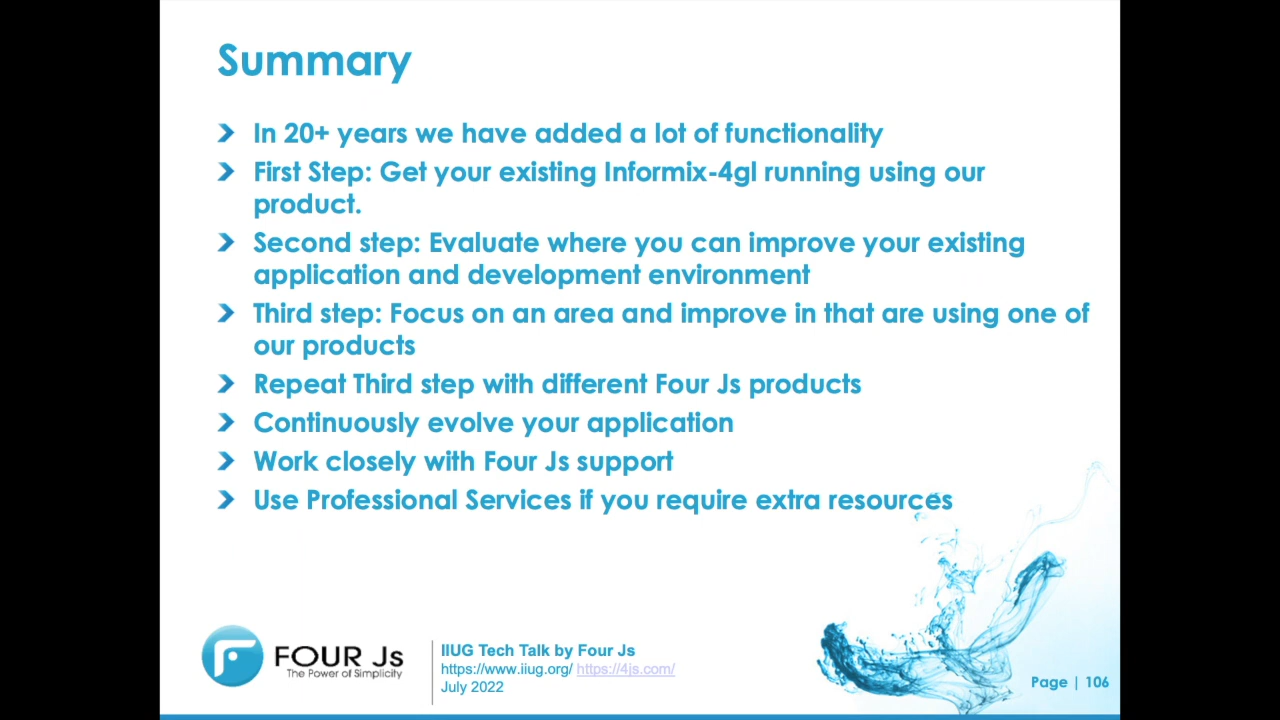 Summary
In 20+ years we have added a lot of functionality
First Step: Get your existing Informix-4gl running using our
product.
Second step: Evaluate where you can improve your existing
application and development environment
Third step: Focus on an area and improve in that are using one of
our products
Repeat Third step with different Four Js products
Continuously evolve your application
Work closely with Four Js support
Use Professional Services if you require extra resources
FOUR Js
The Power of Simplicity
IIUG Tech Talk by Four Js
https://www.iiug.org/ https://4js.com/
July 2022
Page | 106